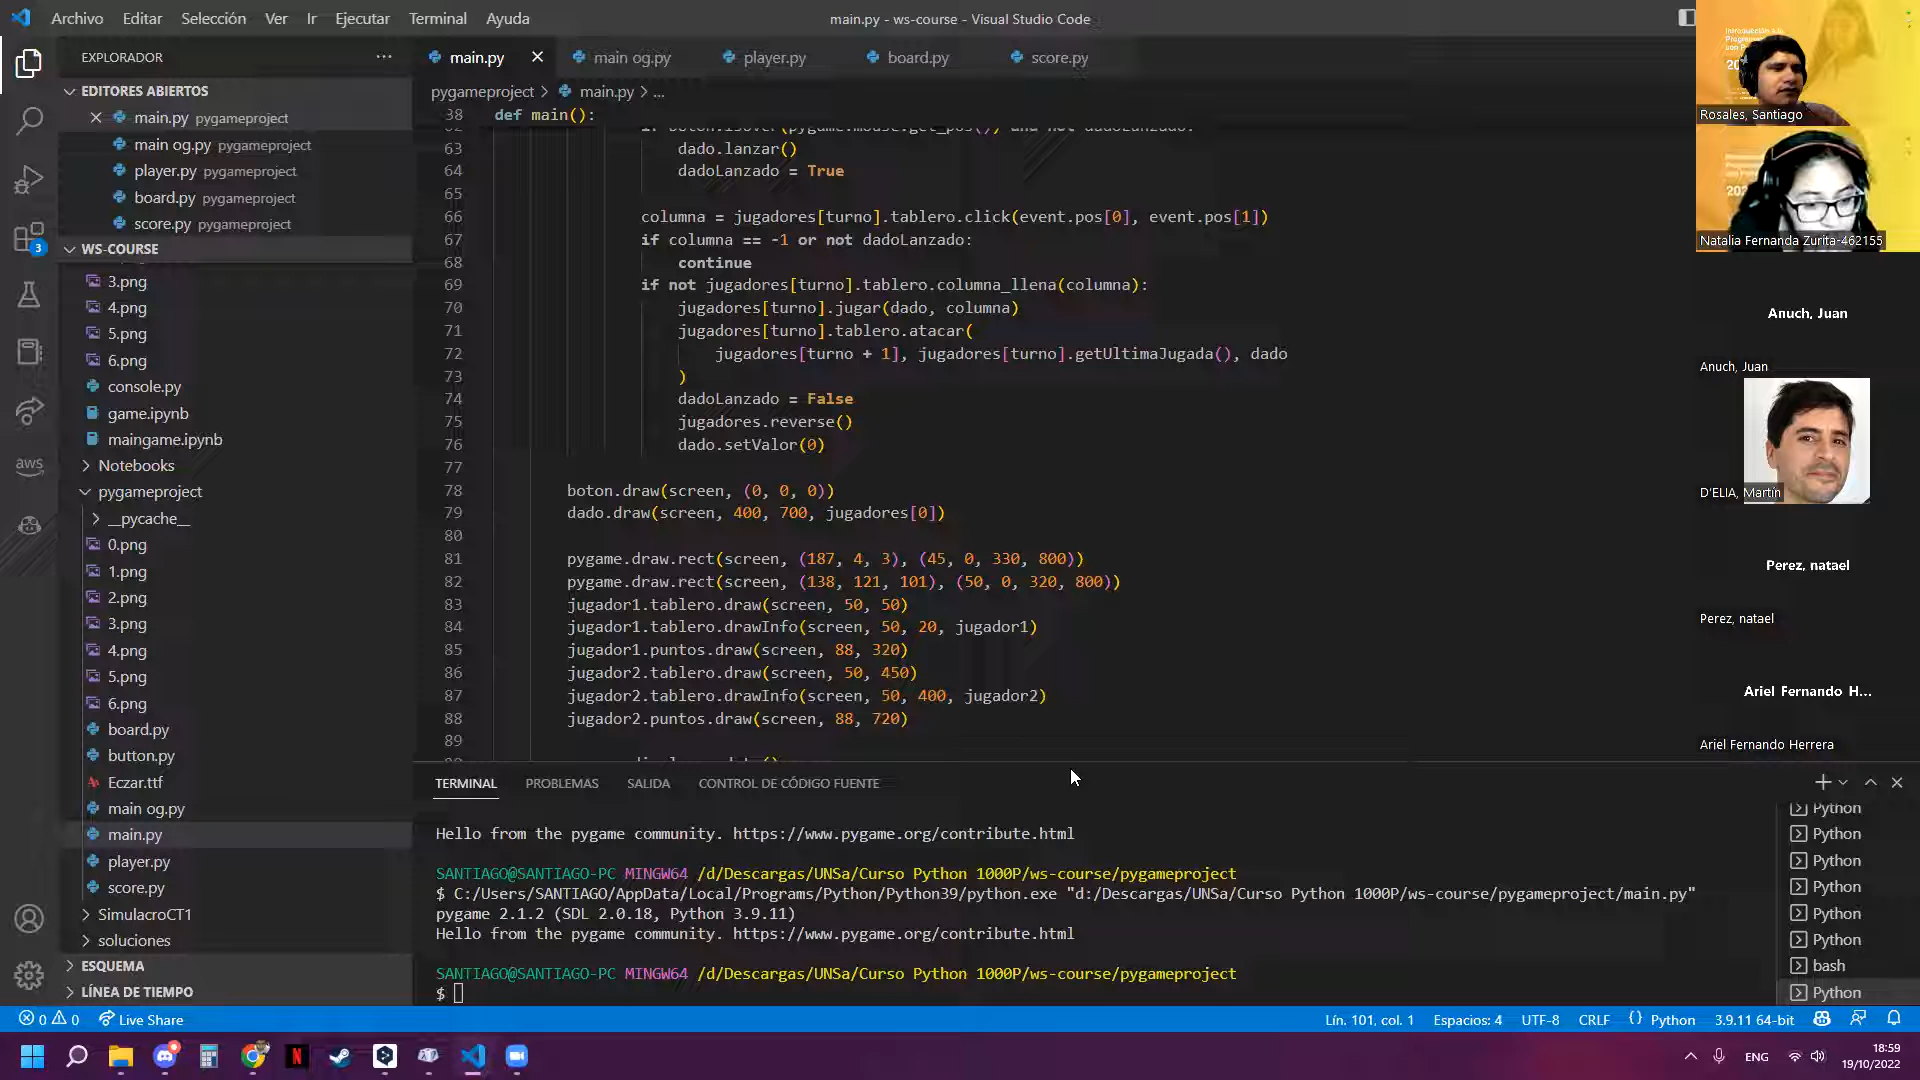 Archivo Editar Selección Ver Ir Ejecutar Terminal Ayuda
main.py - ws-course - Visual Studio Code
EXPLORADOR
EDITORES ABIERTOS
main.py pygameproject
main og.py pygameproject
player.py pygameproject
board.py pygameproject
score.py pygameproject
WS-COURSE
3.png
4.png
5.png
6.png
console.py
game.ipynb
maingame.ipynb
Notebooks
pygameproject
__pycache__
0.png
1.png
2.png
3.png
4.png
5.png
6.png
board.py
button.py
Eczar.ttf
main og.py
main.py
player.py
score.py
SimulacroCT1
soluciones
ESQUEMA
LÍNEA DE TIEMPO
3
aws
main.py main og.py player.py board.py score.py
pygameproject > main.py > ...
38 def main():
63 dado.lanzar()
64 dadoLanzado = True
65
66 columna = jugadores[turno].tablero.click(event.pos[0], event.pos[1])
67 if columna == -1 or not dadoLanzado:
68 continue
69 if not jugadores[turno].tablero.columna_llena(columna):
70 jugadores[turno].jugar(dado, columna)
71 jugadores[turno].tablero.atacar(
72 jugadores[turno + 1], jugadores[turno].getUltimaJugada(), dado
73 )
74 dadoLanzado = False
75 jugadores.reverse()
76 dado.setValor(0)
77
78 boton.draw(screen, (0, 0, 0))
79 dado.draw(screen, 400, 700, jugadores[0])
80
81 pygame.draw.rect(screen, (187, 4, 3), (45, 0, 330, 800))
82 pygame.draw.rect(screen, (138, 121, 101), (50, 0, 320, 800))
83 jugador1.tablero.draw(screen, 50, 50)
84 jugador1.tablero.drawInfo(screen, 50, 20, jugador1)
85 jugador1.puntos.draw(screen, 88, 320)
86 jugador2.tablero.draw(screen, 50, 450)
87 jugador2.tablero.drawInfo(screen, 50, 400, jugador2)
88 jugador2.puntos.draw(screen, 88, 720)
89
TERMINAL PROBLEMAS SALIDA CONTROL DE CÓDIGO FUENTE
Hello from the pygame community. https://www.pygame.org/contribute.html
SANTIAGO@SANTIAGO-PC MINGW64 /d/Descargas/UNSa/Curso Python 1000P/ws-course/pygameproject
$ C:/Users/SANTIAGO/AppData/Local/Programs/Python/Python39/python.exe "d:/Descargas/UNSa/Curso Python 1000P/ws-course/pygameproject/main.py"
pygame 2.1.2 (SDL 2.0.18, Python 3.9.11)
Hello from the pygame community. https://www.pygame.org/contribute.html
SANTIAGO@SANTIAGO-PC MINGW64 /d/Descargas/UNSa/Curso Python 1000P/ws-course/pygameproject
$
Python
Python
Python
Python
Python
Python
bash
Python
Rosales, Santiago
Natalia Fernanda Zurita-462155
Anuch, Juan
Anuch, Juan
D'ELIA, Martín
Perez, natael
Perez, natael
Ariel Fernando H...
Ariel Fernando Herrera
0 0 Live Share
Lín. 101, col. 1 Espacios: 4 UTF-8 CRLF Python 3.9.11 64-bit
ENG
18:59
19/10/2022